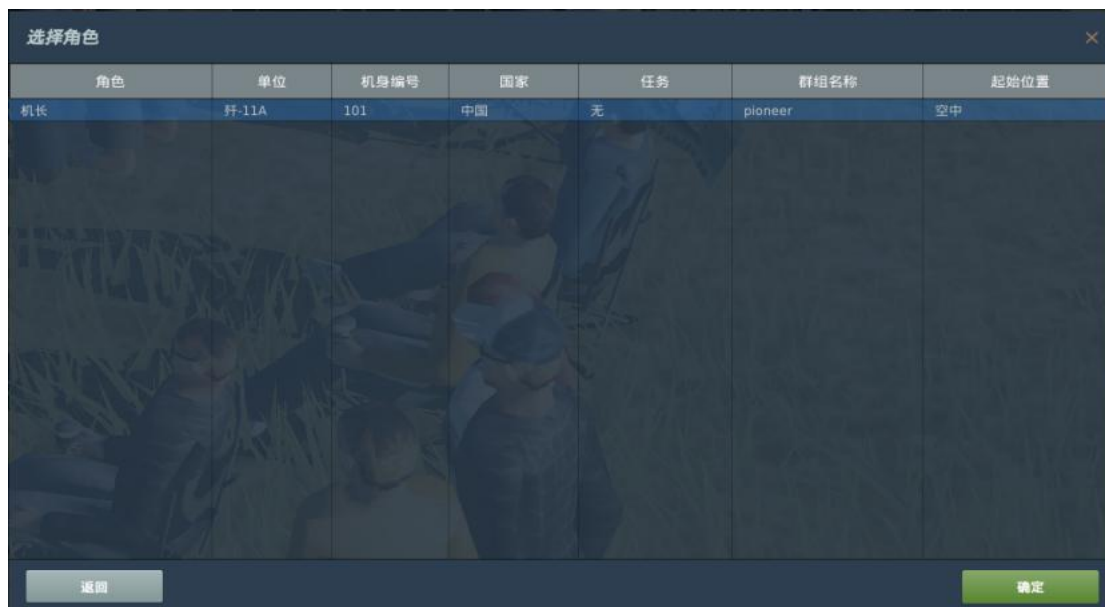 选择角色
×
角色 单位 机身编号 国家 任务 群组名称 起始位置
机长 歼-11A 101 中国 无 pioneer 空中
返回 确定